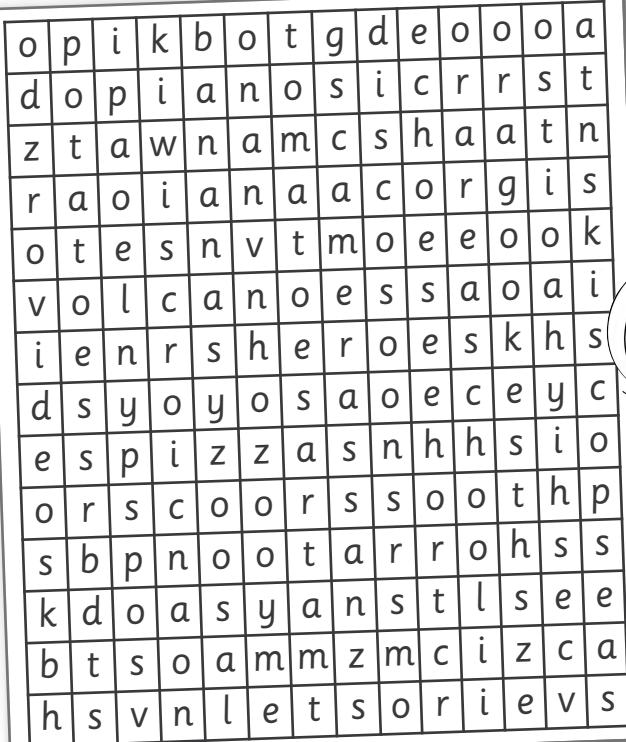 o p i k b o t g d e o o o a
d o p i a n o s i c r r s t
z t a w n a m c s h a a t n
r a o i a n a a c o r g i s
o t e s n v t m o e e o o k
v o l c a n o e s s a o a i
i e n r s h e r o e s k h s
d s y o y o s a o e c e y c
e s p i z z a s n h h s i o
o r s c o o r s s o o t h p
s b p n o o t a r r o h s s
k d o a s y a n s t l s e e
b t s o a m m z m c i z c a
h s v n l e t s o r i e v s